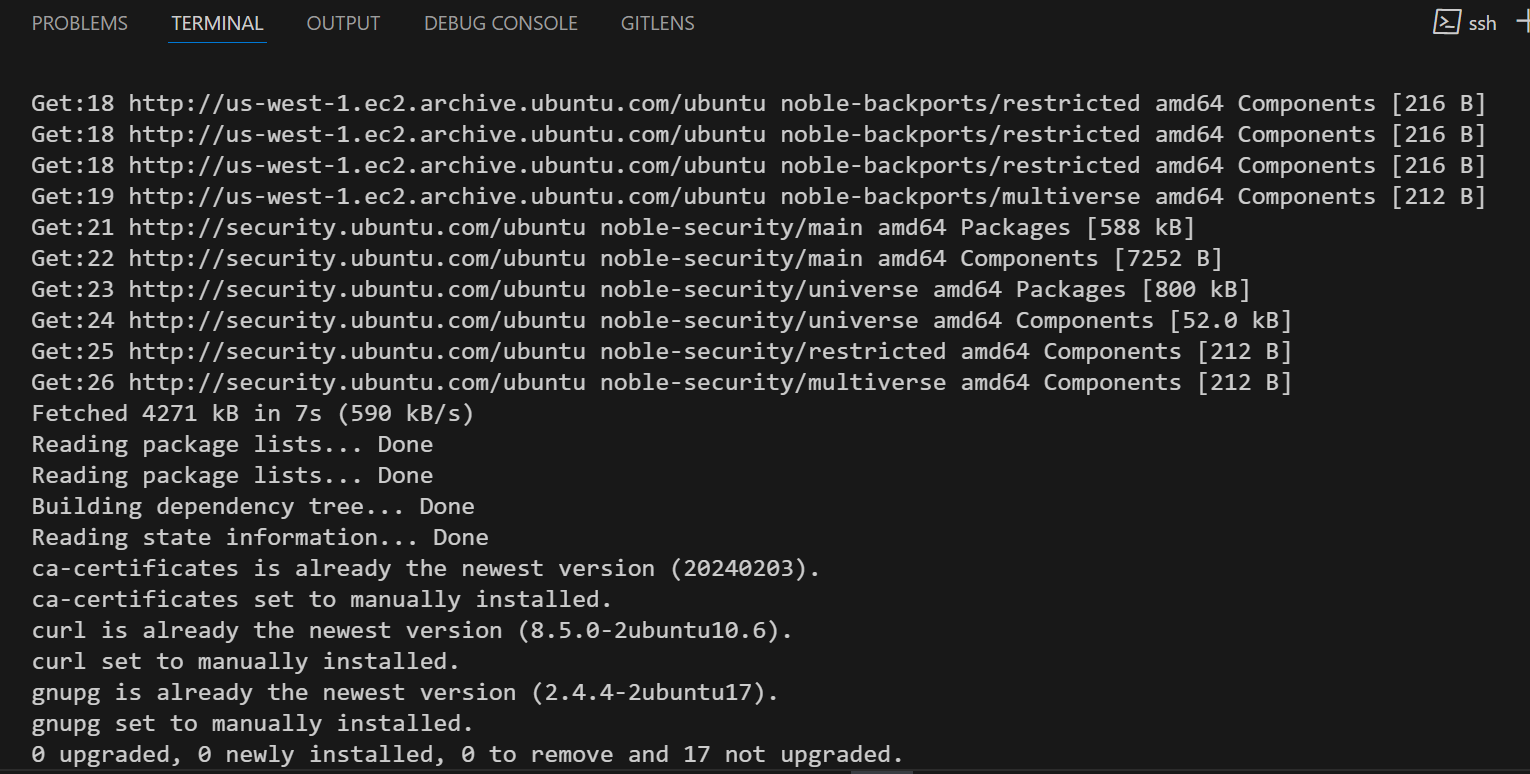 PROBLEMS TERMINAL OUTPUT DEBUG CONSOLE GITLENS ssh
Get:18 http://us-west-1.ec2.archive.ubuntu.com/ubuntu noble-backports/restricted amd64 Components [216 B]
Get:18 http://us-west-1.ec2.archive.ubuntu.com/ubuntu noble-backports/restricted amd64 Components [216 B]
Get:18 http://us-west-1.ec2.archive.ubuntu.com/ubuntu noble-backports/restricted amd64 Components [216 B]
Get:19 http://us-west-1.ec2.archive.ubuntu.com/ubuntu noble-backports/multiverse amd64 Components [212 B]
Get:21 http://security.ubuntu.com/ubuntu noble-security/main amd64 Packages [588 kB]
Get:22 http://security.ubuntu.com/ubuntu noble-security/main amd64 Components [7252 B]
Get:23 http://security.ubuntu.com/ubuntu noble-security/universe amd64 Packages [800 kB]
Get:24 http://security.ubuntu.com/ubuntu noble-security/universe amd64 Components [52.0 kB]
Get:25 http://security.ubuntu.com/ubuntu noble-security/restricted amd64 Components [212 B]
Get:26 http://security.ubuntu.com/ubuntu noble-security/multiverse amd64 Components [212 B]
Fetched 4271 kB in 7s (590 kB/s)
Reading package lists... Done
Reading package lists... Done
Building dependency tree... Done
Reading state information... Done
ca-certificates is already the newest version (20240203).
ca-certificates set to manually installed.
curl is already the newest version (8.5.0-2ubuntu10.6).
curl set to manually installed.
gnupg is already the newest version (2.4.4-2ubuntu17).
gnupg set to manually installed.
0 upgraded, 0 newly installed, 0 to remove and 17 not upgraded.